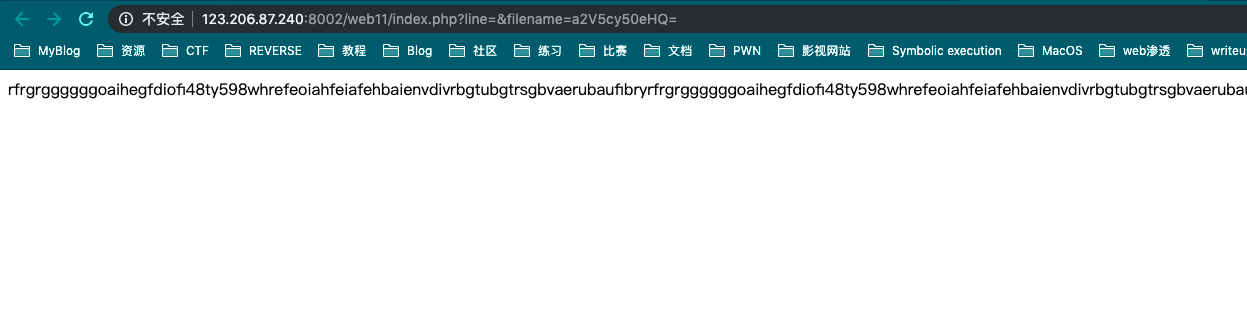 不安全 123.206.87.240:8002/web11/index.php?line=&filename=a2V5cy50eHQ=
MyBlog 资源 CTF REVERSE 教程 Blog 社区 练习 比赛 文档 PWN 影视网站 Symbolic execution MacOS web渗透 writeu
rfrgrggggggoaihegfdiofi48ty598whrefeoiahfeiafehbaienvdivrbgtubgtrsgbvaerubaufibryrfrgrggggggoaihegfdiofi48ty598whrefeoiahfeiafehbaienvdivrbgtubgtrsgbvaerubau